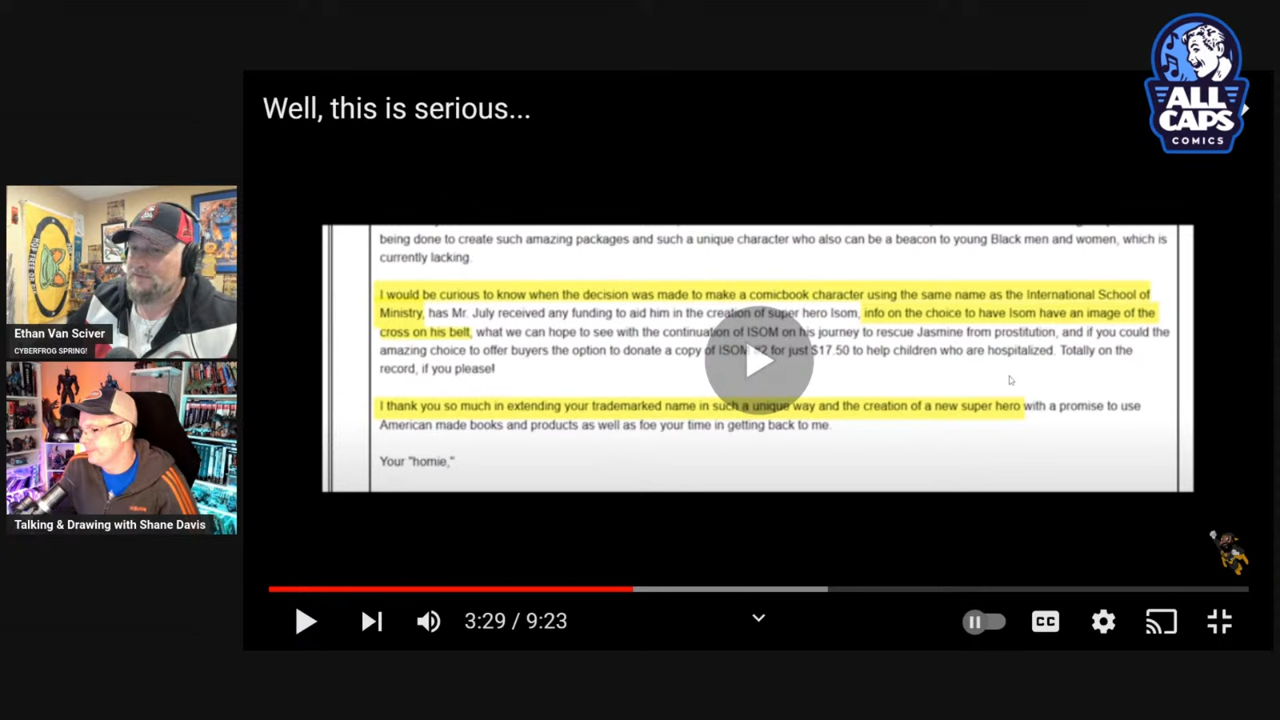 Well, this is serious...
ALL
CAPS
COMICS
being done to create such amazing packages and such a unique character who also can be a beacon to young Black men and women, which is
currently lacking.
I would be curious to know when the decision was made to make a comicbook character using the same name as the International School of
Ministry, has Mr. July received any funding to aid him in the creation of super hero Isom, info on the choice to have Isom have an image of the
cross on his belt, what we can hope to see with the continuation of ISOM on his journey to rescue Jasmine from prostitution, and if you could the
amazing choice to offer buyers the option to donate a copy of ISOM #2 for just $17.50 to help children who are hospitalized. Totally on the
record, if you please!
I thank you so much in extending your trademarked name in such a unique way and the creation of a new super hero with a promise to use
American made books and products as well as foe your time in getting back to me.
Your "homie,"
Ethan Van Sciver
CYBERFROG SPRING!
Talking & Drawing with Shane Davis
3:29 / 9:23
CC